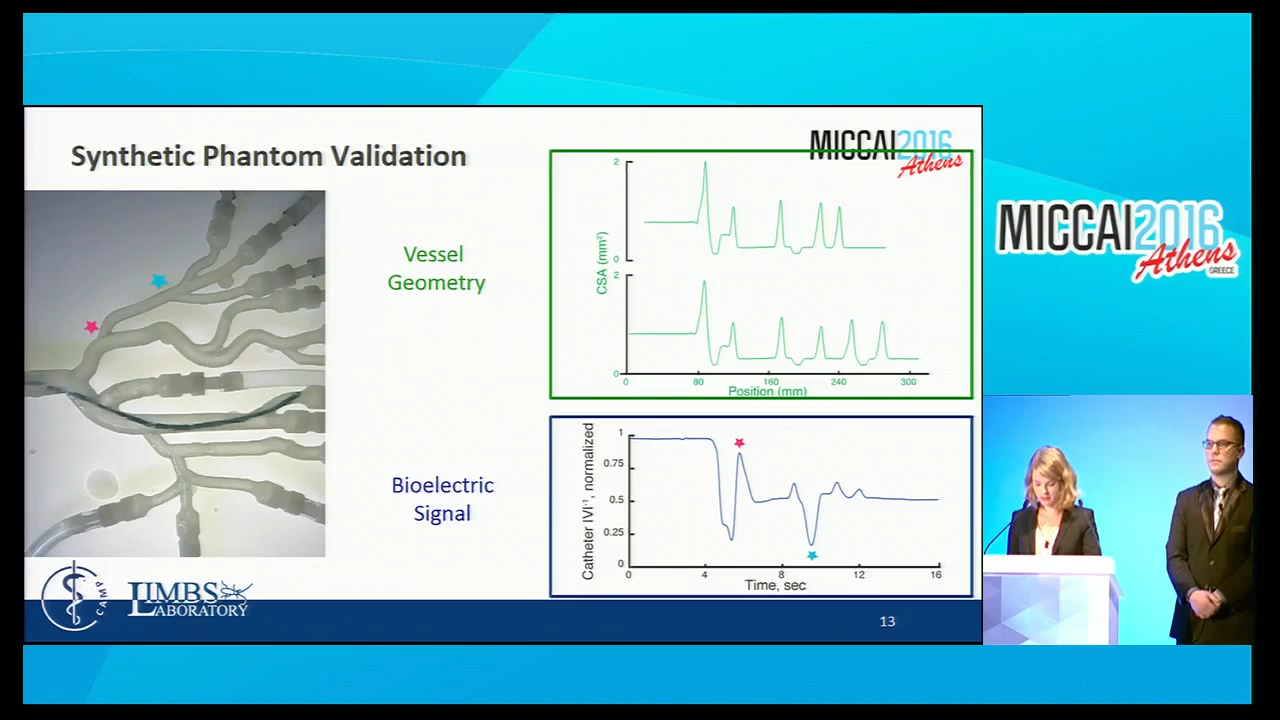 Synthetic Phantom Validation
MICCAI2016
Athens
Vessel
Geometry
CSA (mm²)
2
0
2
0
0 80 160 240 300
Position (mm)
Bioelectric
Signal
Catheter IVI⁻¹, normalized
1
0.75
0.5
0.25
0
0 4 8 12 16
Time, sec
CAMP
LIMBS
LABORATORY
13
MICCAI2016
Athens
GREECE